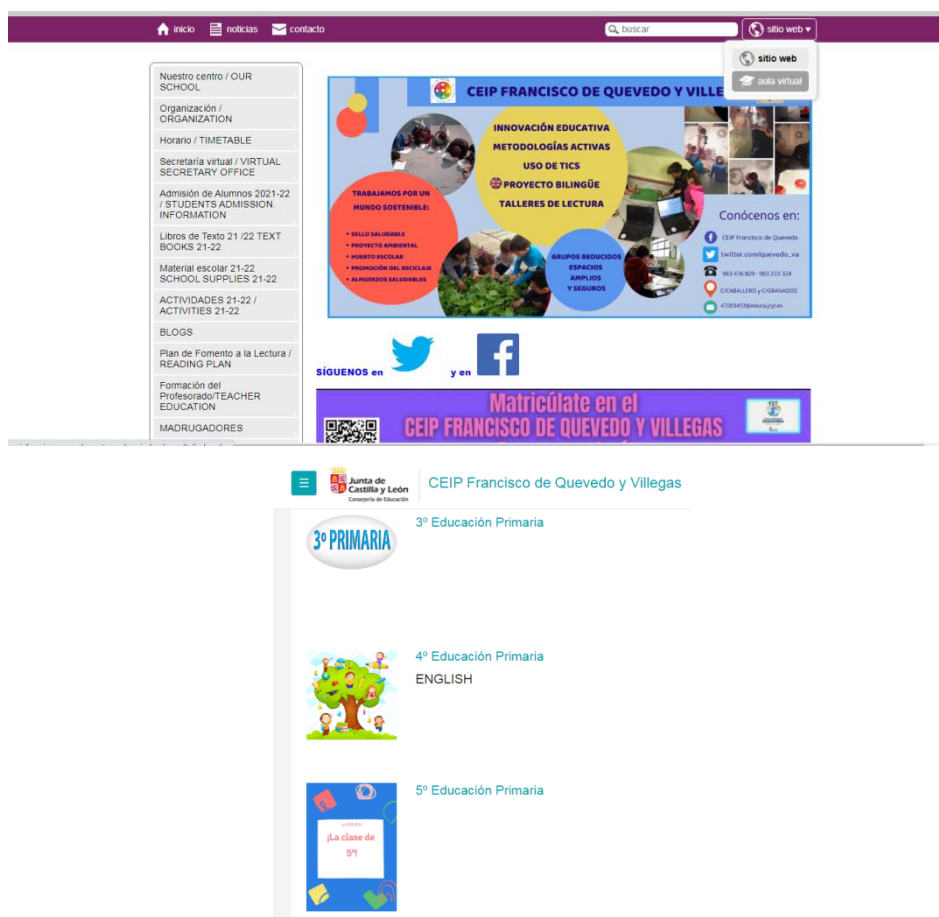 inicio noticias contacto buscar sitio web
sitio web
aula virtual
Nuestro centro / OUR
SCHOOL
Organización /
ORGANIZATION
Horario / TIMETABLE
Secretaría virtual / VIRTUAL
SECRETARY OFFICE
Admisión de Alumnos 2021-22
/ STUDENTS ADMISSION.
INFORMATION
Libros de Texto 21 /22 TEXT
BOOKS 21-22
Material escolar 21-22
SCHOOL SUPPLIES 21-22
ACTIVIDADES 21-22 /
ACTIVITIES 21-22
BLOGS
Plan de Fomento a la Lectura /
READING PLAN
Formación del
Profesorado/TEACHER
EDUCATION
MADRUGADORES
CEIP FRANCISCO DE QUEVEDO Y VILLE
INNOVACIÓN EDUCATIVA
METODOLOGÍAS ACTIVAS
USO DE TICS
PROYECTO BILINGÜE
TALLERES DE LECTURA
TRABAJAMOS POR UN
MUNDO SOSTENIBLE:
• SELLO SALUDABLE
• PROYECTO AMBIENTAL
• HUERTO ESCOLAR
• PROMOCIÓN DEL RECICLAJE
• ALMUERZOS SALUDABLES
GRUPOS REDUCIDOS
ESPACIOS
AMPLIOS
Y SEGUROS
Conócenos en:
CEIP Francisco de Quevedo
twitter.com/quevedo_va
983 476 809 - 983 233 324
C/CABALLERO y C/GRANADOS
47003453@educa.jcyl.es
SÍGUENOS en y en
Matricúlate en el
CEIP FRANCISCO DE QUEVEDO Y VILLEGAS
Junta de
Castilla y León
Consejería de Educación
CEIP Francisco de Quevedo y Villegas
3º PRIMARIA
3º Educación Primaria
4º Educación Primaria
ENGLISH
5º Educación Primaria
¡La clase de
5º!